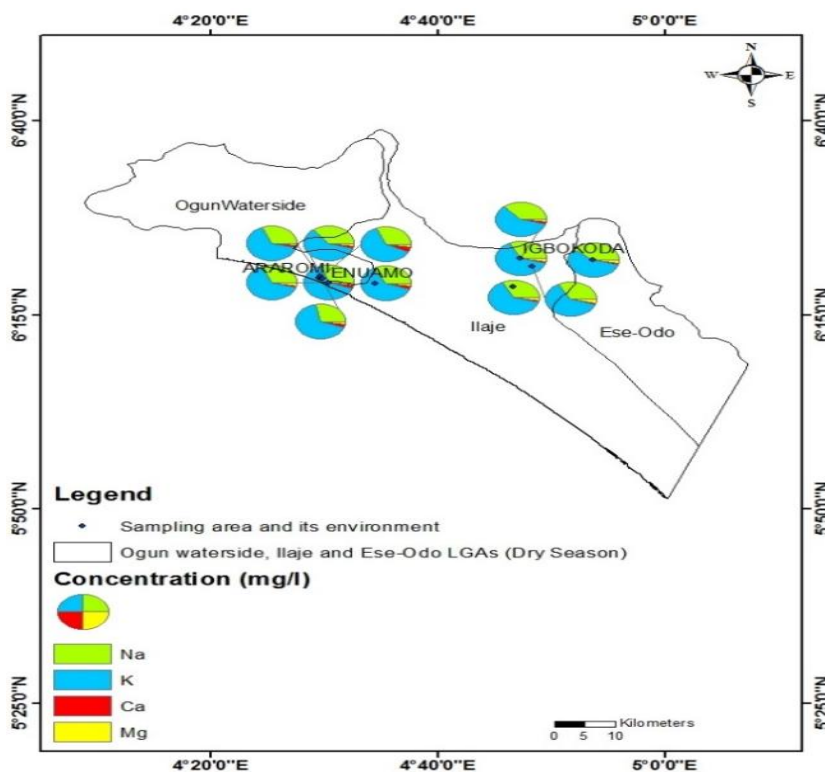 4°20'0"E 4°40'0"E 5°0'0"E
N
W E
S
6°40'0"N 6°40'0"N
OgunWaterside
IGBOKODA
ARAROMI ENUAMO
6°15'0"N 6°15'0"N
Ilaje Ese-Odo
Legend
5°50'0"N 5°50'0"N
Sampling area and its environment
Ogun waterside, Ilaje and Ese-Odo LGAs (Dry Season)
Concentration (mg/l)
Na
K
5°25'0"N 5°25'0"N
Ca
Mg
Kilometers
0 5 10
4°20'0"E 4°40'0"E 5°0'0"E